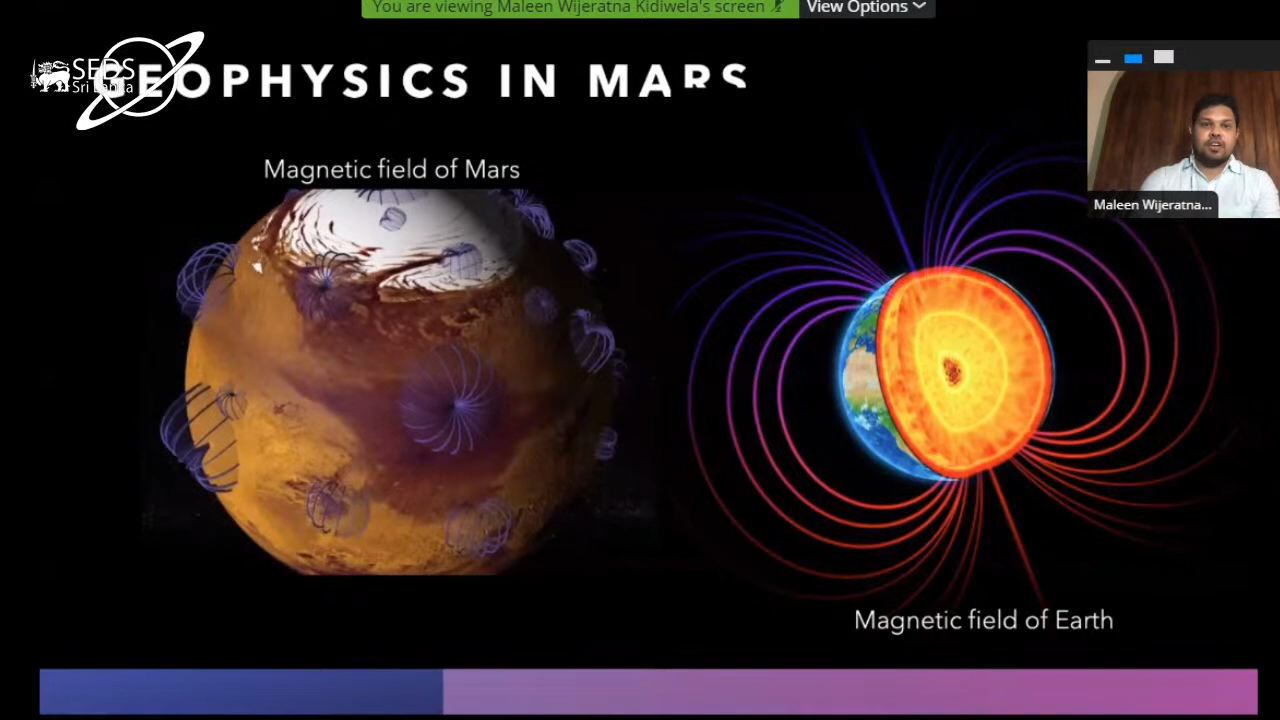 You are viewing Maleen Wijeratna Kidiwela's screen
View Options
SEDS
Sri Lanka
GEOPHYSICS IN MARS
Magnetic field of Mars
Maleen Wijeratna...
Magnetic field of Earth